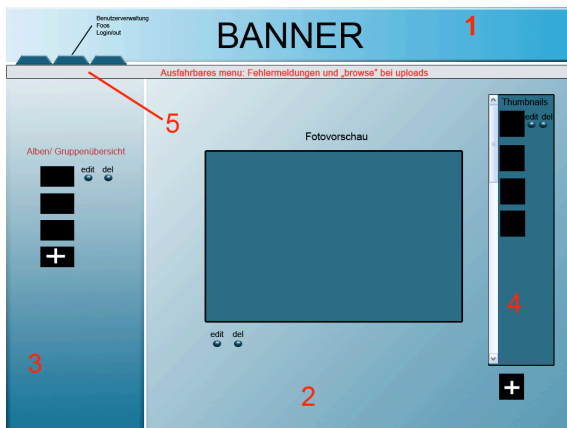 Benutzerverwaltung
Foos
Login/out
BANNER
1
Ausfahrbares menu: Fehlermeldungen und „browse" bei uploads
5
Thumbnails
edit del
Fotovorschau
Alben/ Gruppenübersicht
edit del
4
edit del
3
2